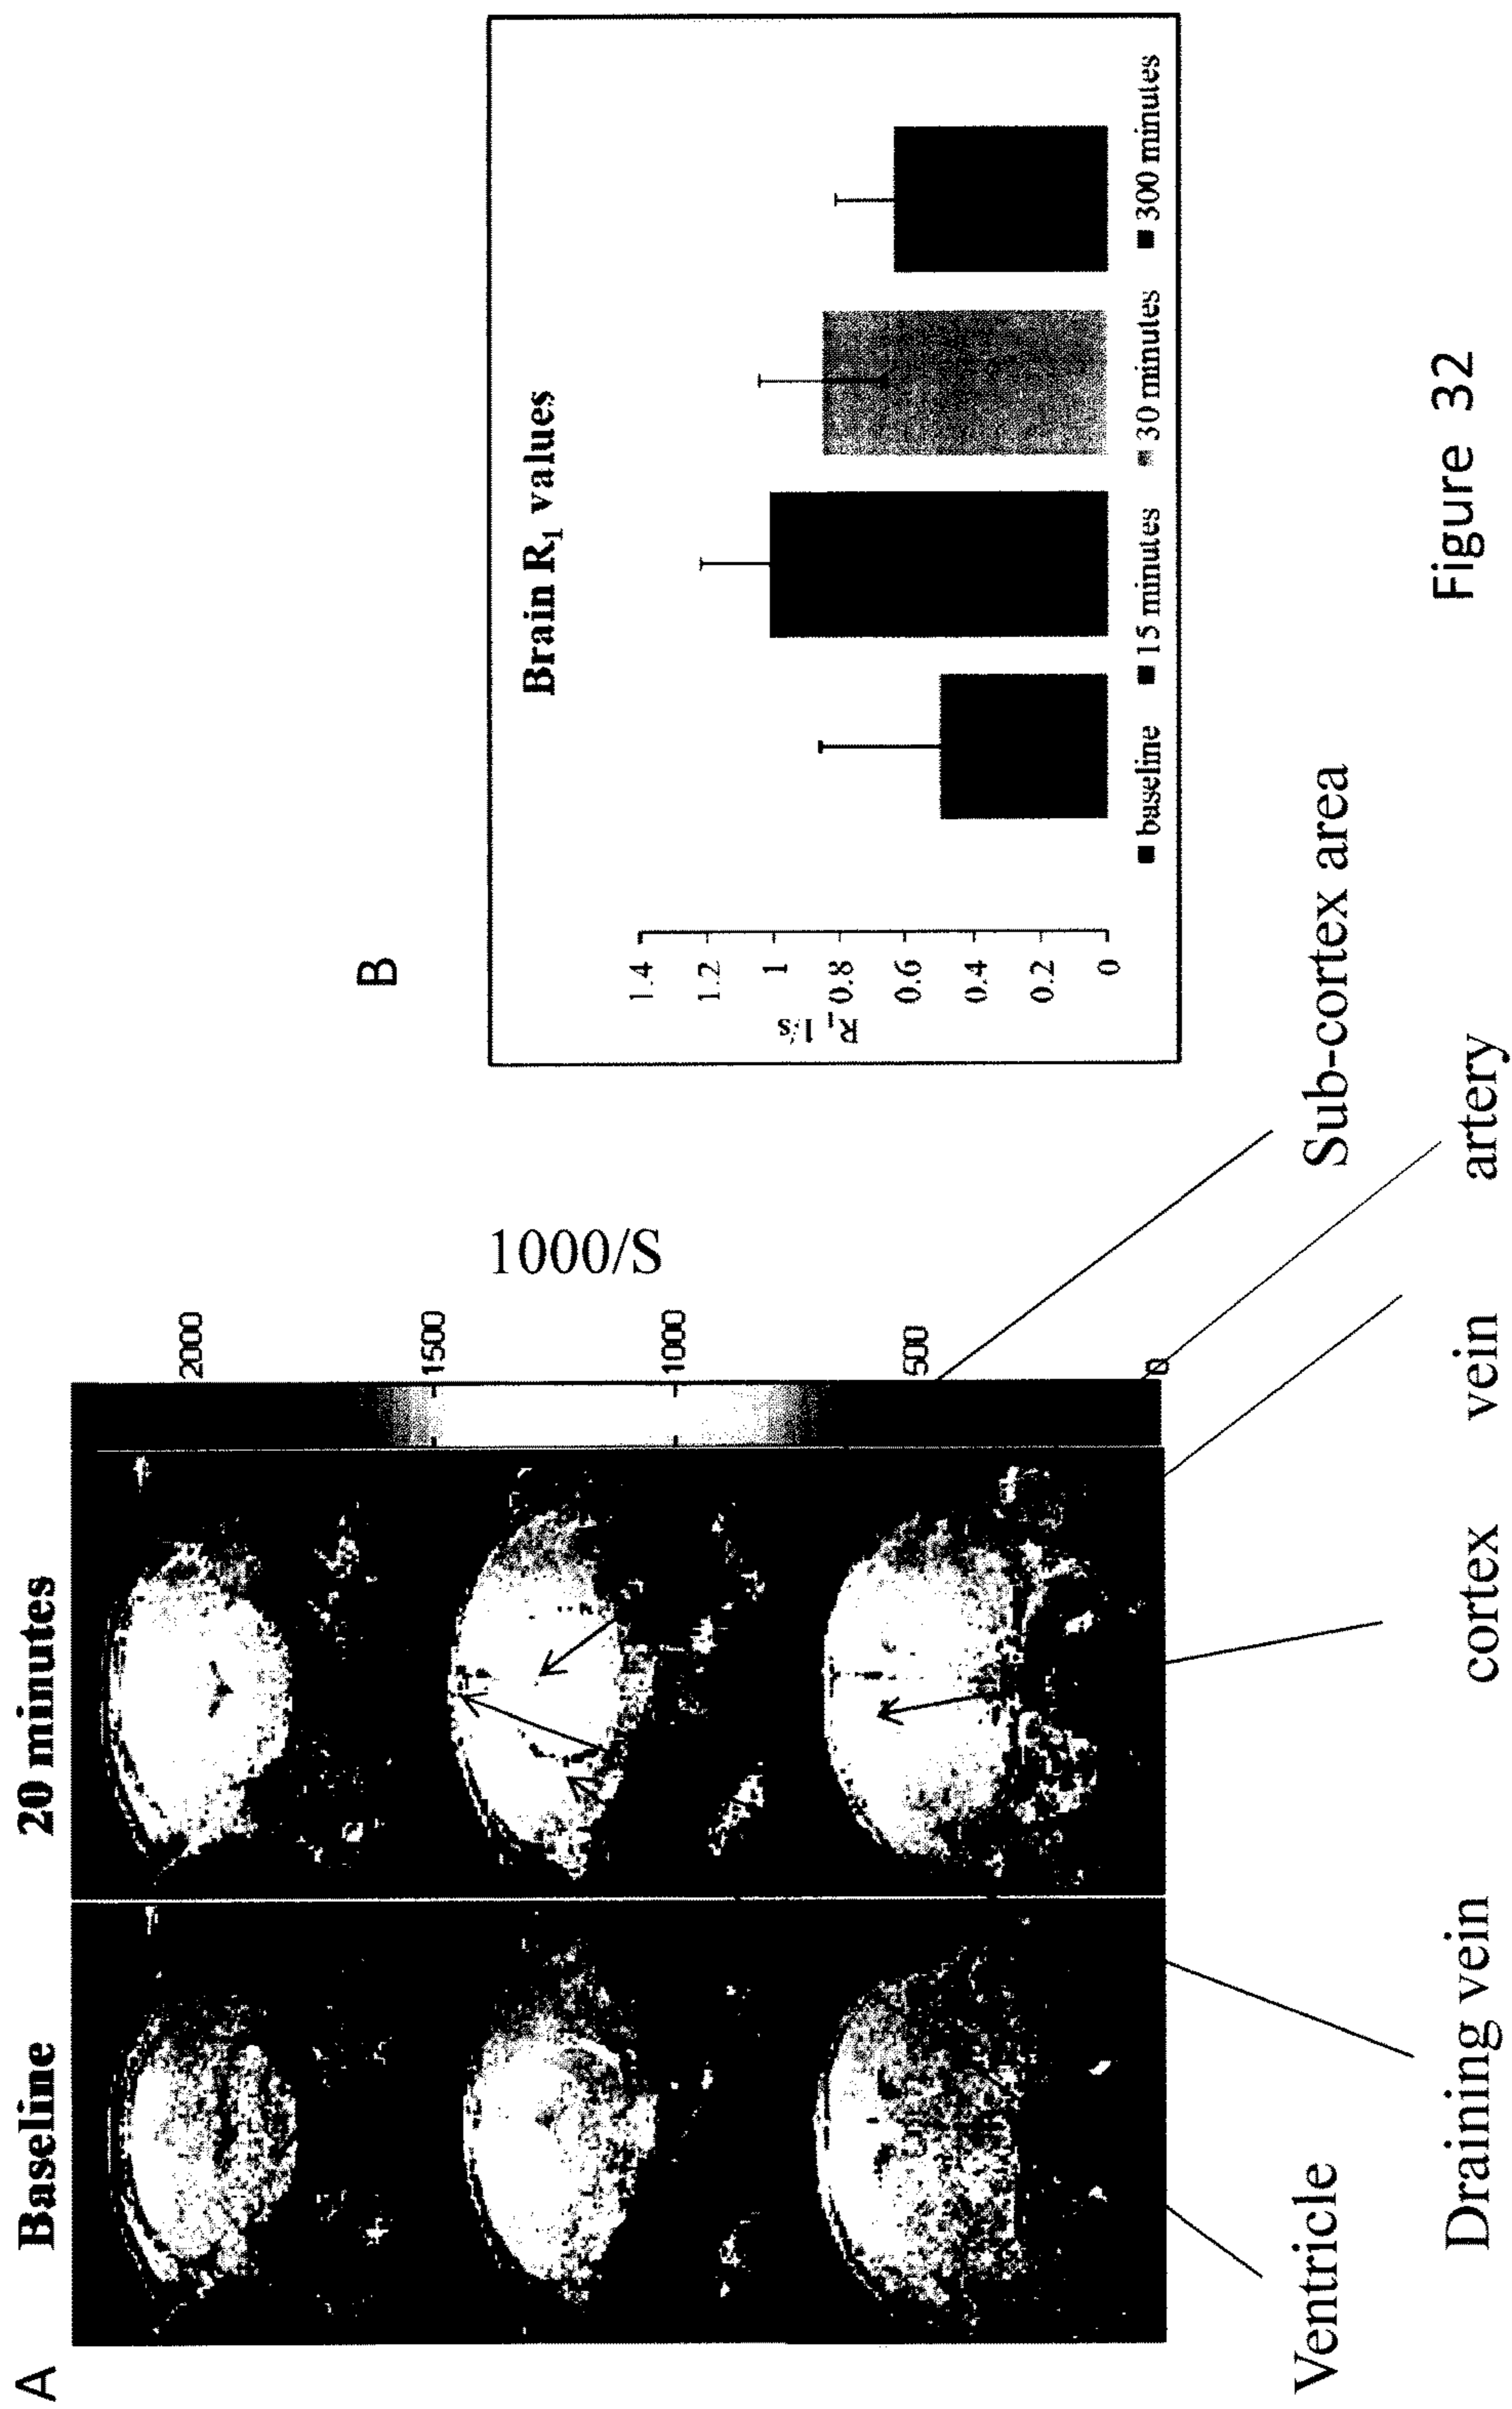 A
Baseline
20 minutes
2000
1500
1000
500
0
1000/S
Ventricle
Draining vein
cortex
vein
artery
Sub-cortex area
B
Brain R₁ values
R₁ 1/s
1.4
1.2
1
0.8
0.6
0.4
0.2
0
baseline
15 minutes
30 minutes
300 minutes
Figure 32